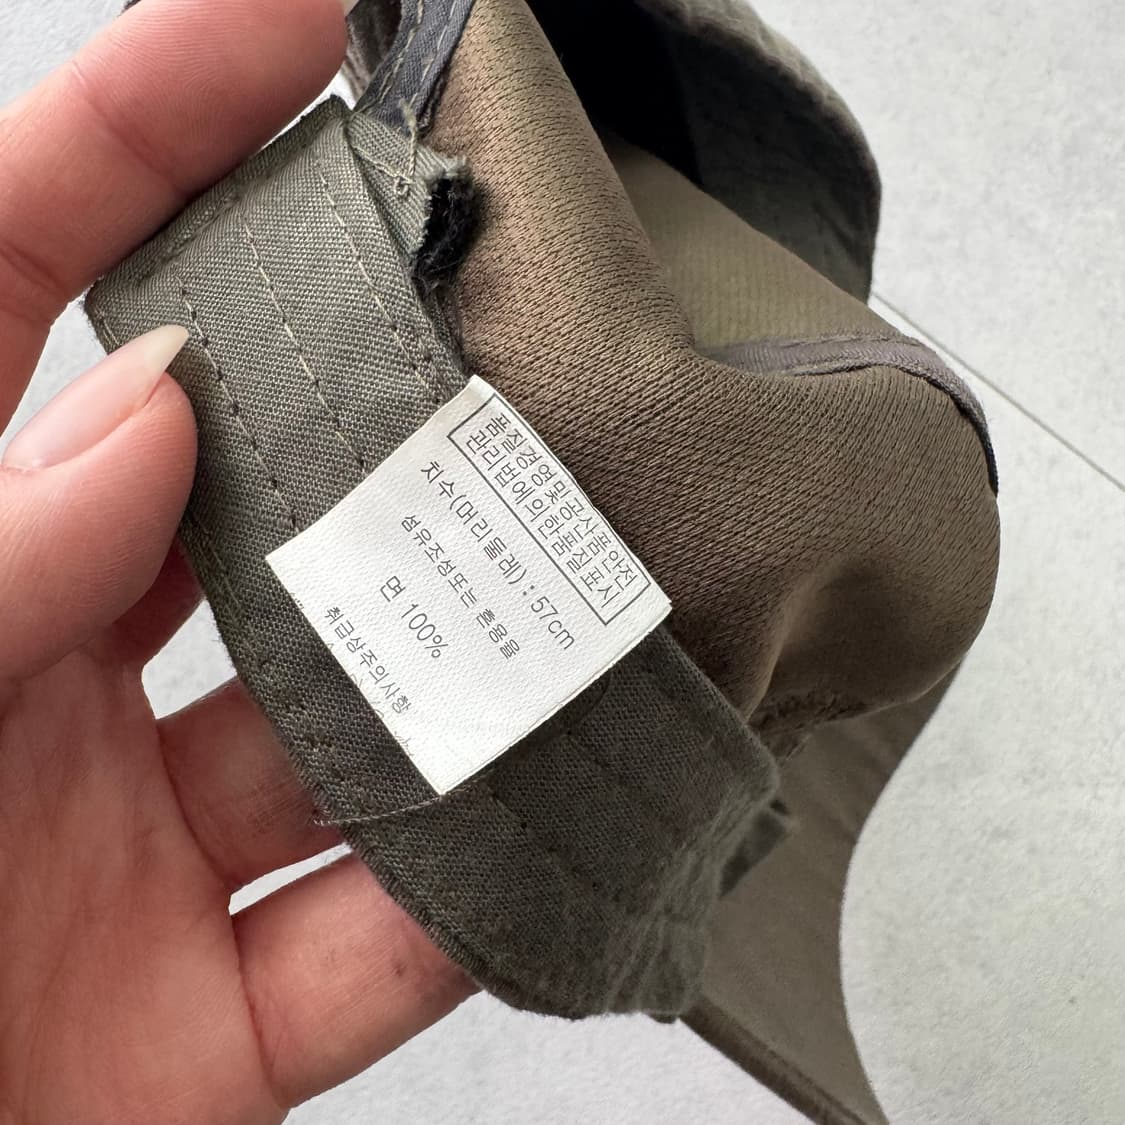 품질경영및공산품안전
관리법에의한품질표시
치수(머리둘레) : 57cm
섬유조성또는 혼용율
면 100%
취급상주의사항